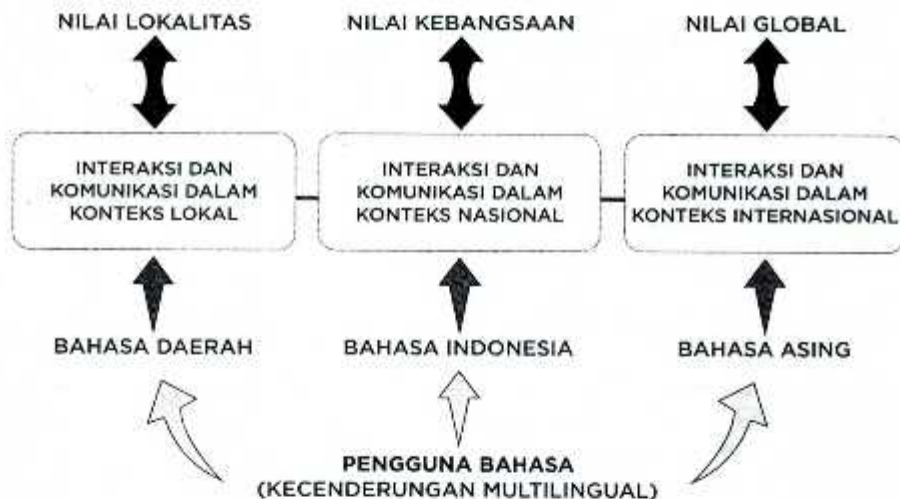 NILAI LOKALITAS
NILAI KEBANGSAAN
NILAI GLOBAL
INTERAKSI DAN
KOMUNIKASI DALAM
KONTEKS LOKAL
INTERAKSI DAN
KOMUNIKASI DALAM
KONTEKS NASIONAL
INTERAKSI DAN
KOMUNIKASI DALAM
KONTEKS INTERNASIONAL
BAHASA DAERAH
BAHASA INDONESIA
BAHASA ASING
PENGGUNA BAHASA
(KECENDERUNGAN MULTILINGUAL)